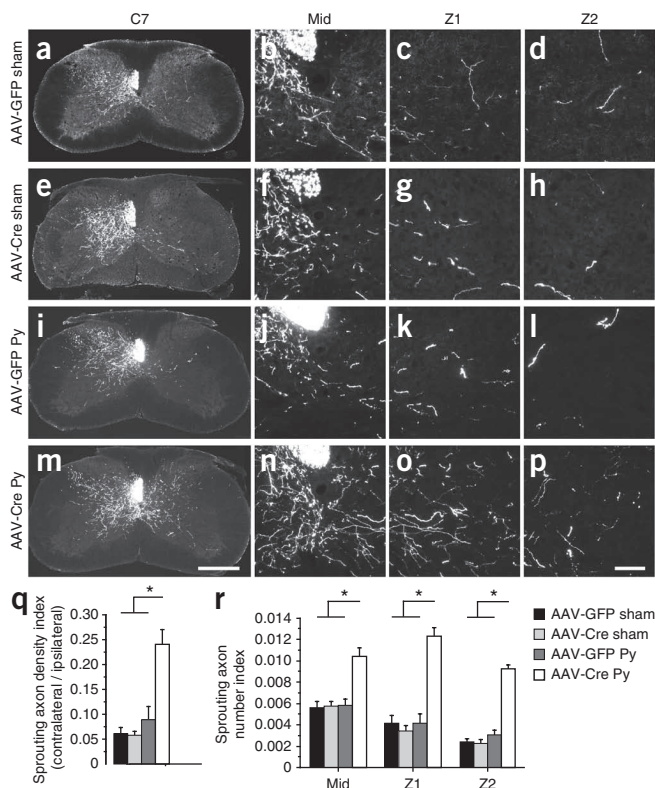 C7 Mid Z1 Z2
AAV-GFP sham
a b c d
AAV-Cre sham
e f g h
AAV-GFP Py
i j k l
AAV-Cre Py
m n o p
q
Sprouting axon density index
(contralateral / ipsilateral)
0.30
0.25
0.20
0.15
0.10
0.05
*
r
Sprouting axon
number index
0.014
0.012
0.010
0.008
0.006
0.004
0.002
0
* * *
Mid Z1 Z2
AAV-GFP sham
AAV-Cre sham
AAV-GFP Py
AAV-Cre Py